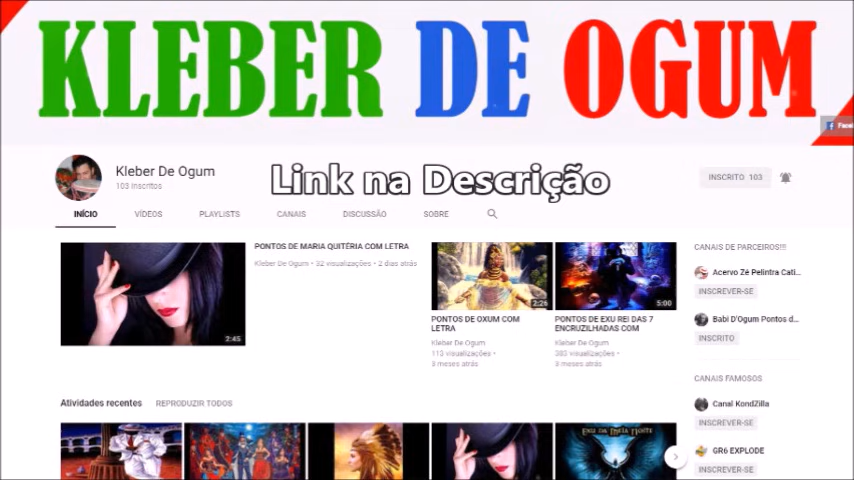 KLEBER DE OGUM
Kleber De Ogum
103 inscritos
Link na Descrição
INSCRITO 103
INÍCIO VÍDEOS PLAYLISTS CANAIS DISCUSSÃO SOBRE
PONTOS DE MARIA QUITÉRIA COM LETRA
Kleber De Ogum • 32 visualizações • 2 dias atrás
2:45
2:26
PONTOS DE OXUM COM
LETRA
Kleber De Ogum
113 visualizações •
3 meses atrás
5:00
PONTOS DE EXU REI DAS 7
ENCRUZILHADAS COM
Kleber De Ogum
383 visualizações •
3 meses atrás
CANAIS DE PARCEIROS!!!
Acervo Zé Pelintra Cati...
INSCREVER-SE
Babi D'Ogum Pontos d...
INSCRITO
CANAIS FAMOSOS
Canal KondZilla
INSCREVER-SE
GR6 EXPLODE
INSCREVER-SE
Atividades recentes REPRODUZIR TODOS
EXU DA MEIA NOITE